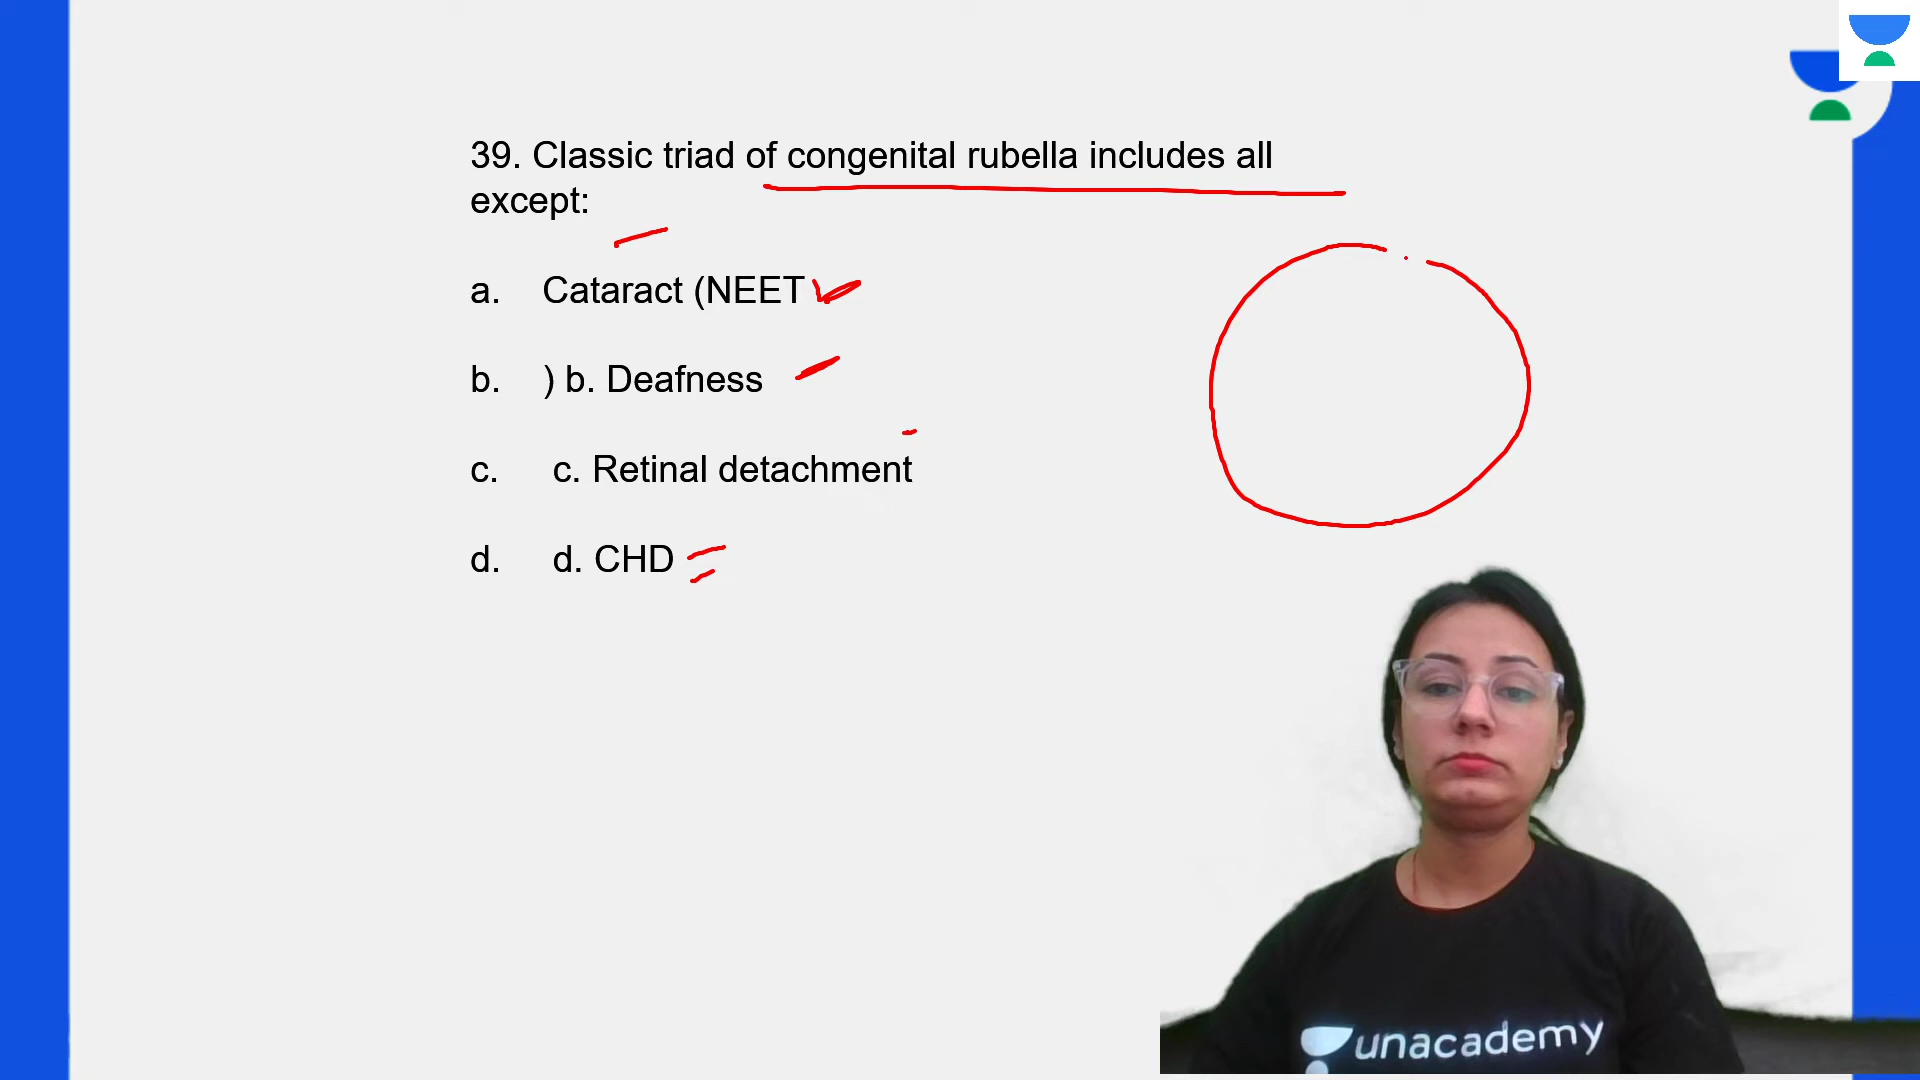 39. Classic triad of congenital rubella includes all
except:
a. Cataract (NEET
b. ) b. Deafness
c. c. Retinal detachment
d. d. CHD
unacademy